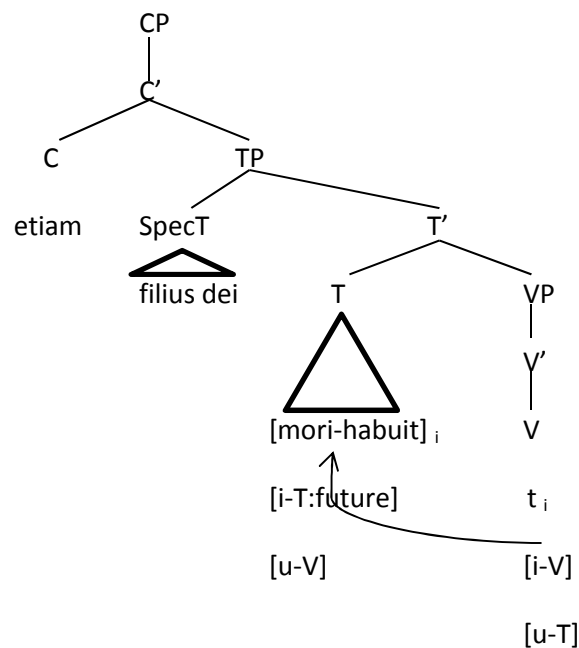 CP
C’
C TP
etiam SpecT T’
filius dei T VP
V’
[mori-habuit] i V
[i-T:future] t i
[u-V] [i-V]
[u-T]